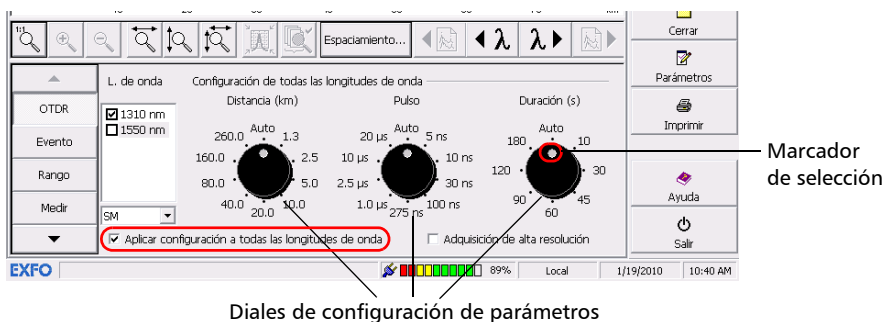 1:1
Espaciamento...
λ
λ
Cerrar
Parámetros
Imprimir
Ayuda
Salir
OTDR
Evento
Rango
Medir
L. de onda
1310 nm
1550 nm
SM
Configuración de todas las longitudes de onda
Distancia (km)
Auto
1.3
2.5
5.0
10.0
20.0
40.0
80.0
160.0
260.0
Pulso
Auto
5 ns
10 ns
30 ns
100 ns
275 ns
1.0 µs
2.5 µs
10 µs
20 µs
Duración (s)
Auto
10
30
45
60
90
120
180
Aplicar configuración a todas las longitudes de onda
Adquisición de alta resolución
EXFO
89%
Local
1/19/2010
10:40 AM
Marcador
de selección
Diales de configuración de parámetros